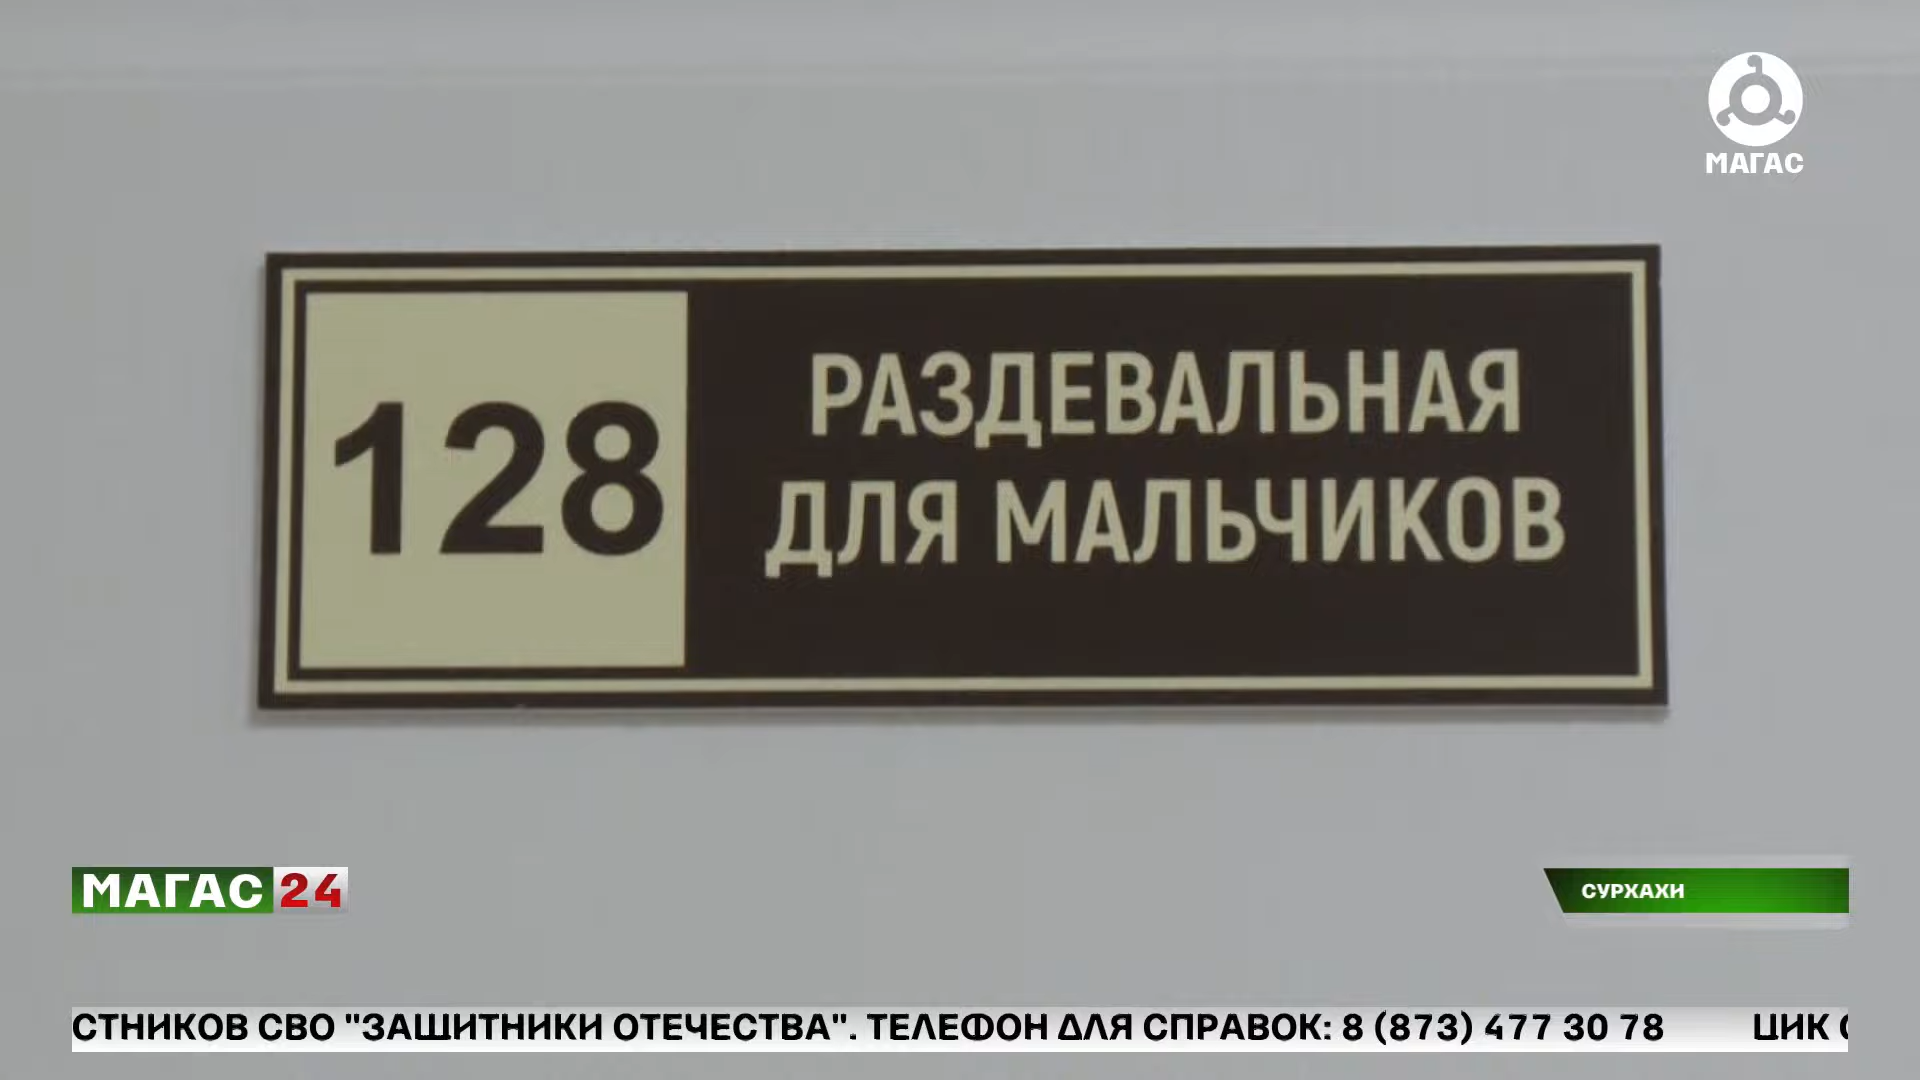 МАГАС
128
РАЗДЕВАЛЬНАЯ
ДЛЯ МАЛЬЧИКОВ
МАГАС 24
СУРХАХИ
СТНИКОВ СВО "ЗАЩИТНИКИ ОТЕЧЕСТВА". ТЕЛЕФОН ДЛЯ СПРАВОК: 8 (873) 477 30 78 ЦИК